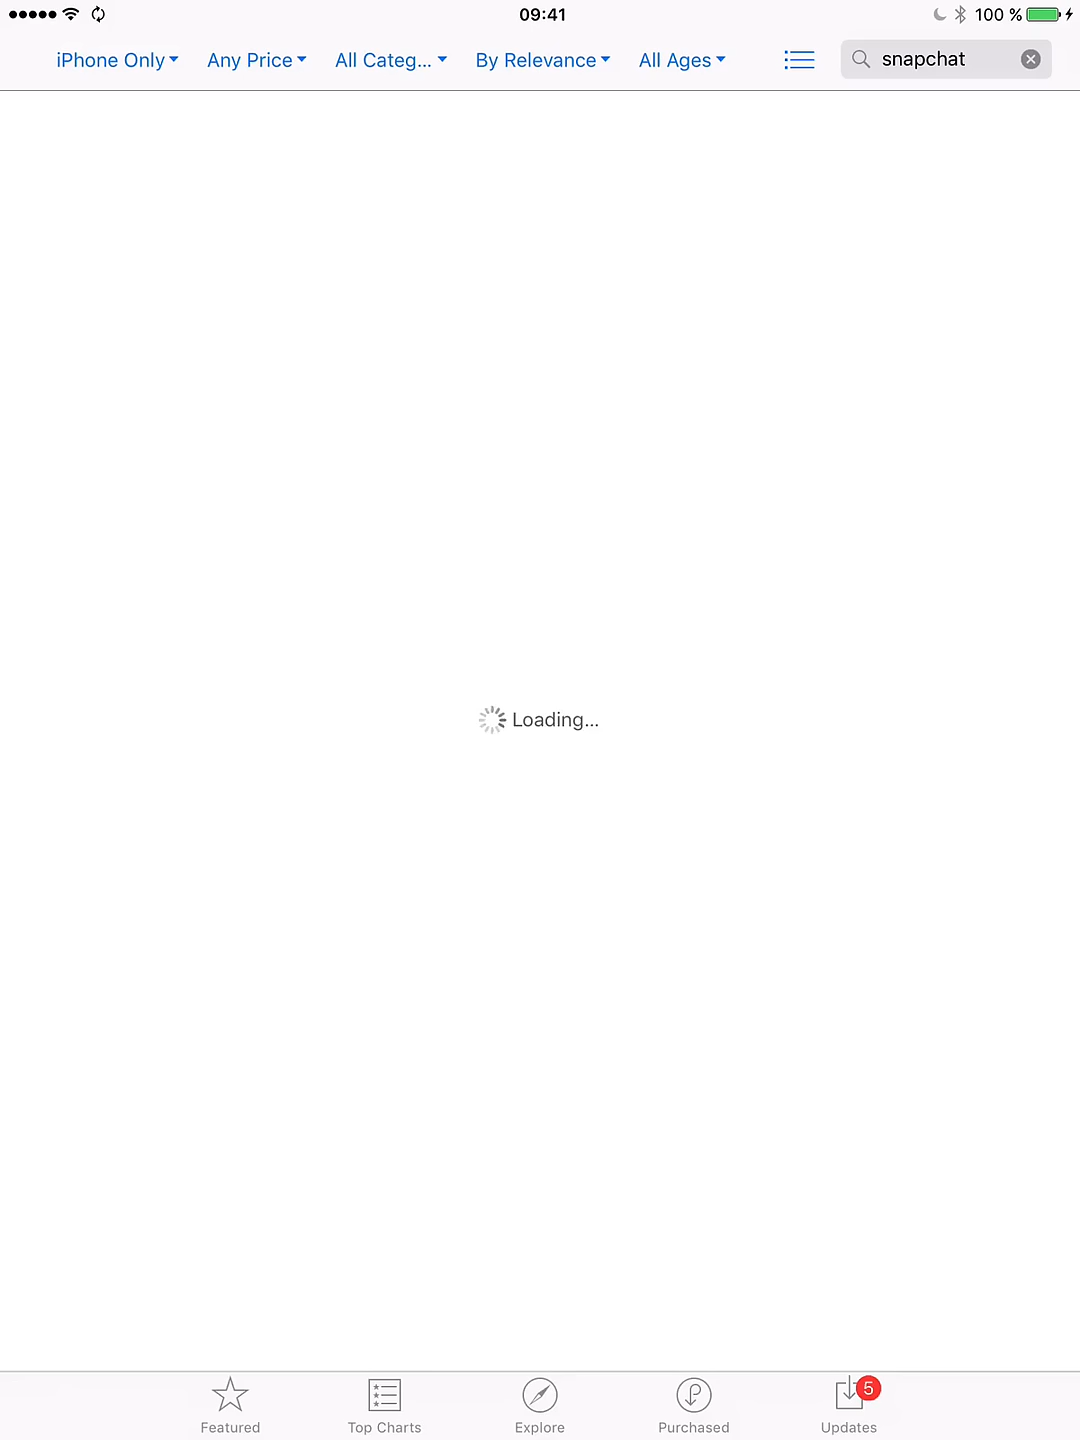 09:41
100 %
iPhone Only Any Price All Categ... By Relevance All Ages
snapchat
Loading...
5
Featured Top Charts Explore Purchased Updates